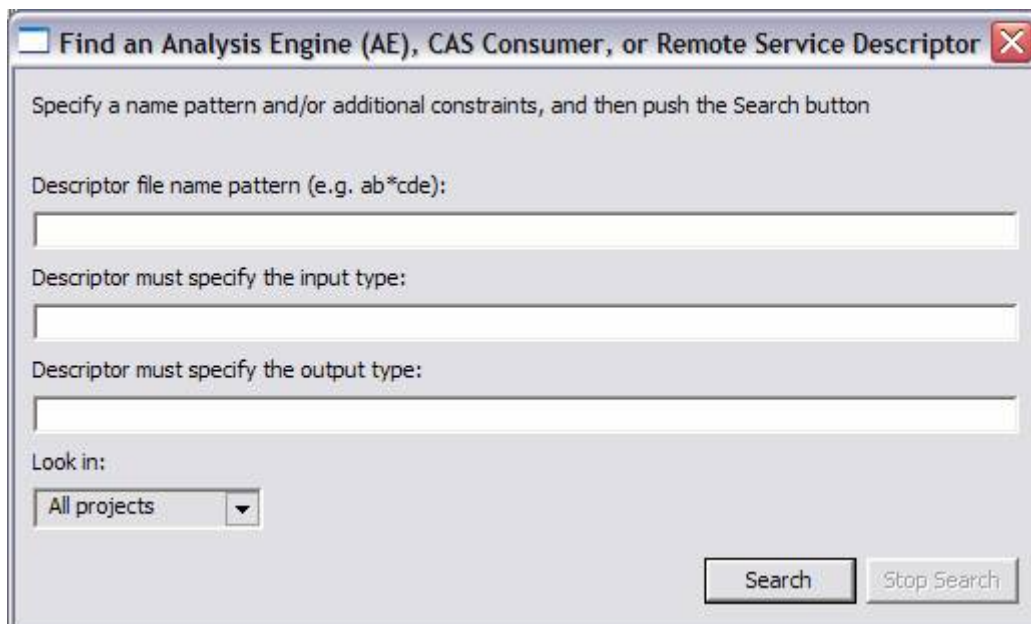 Find an Analysis Engine (AE), CAS Consumer, or Remote Service Descriptor
Specify a name pattern and/or additional constraints, and then push the Search button
Descriptor file name pattern (e.g. ab*cde):
Descriptor must specify the input type:
Descriptor must specify the output type:
Look in:
All projects
Search
Stop Search